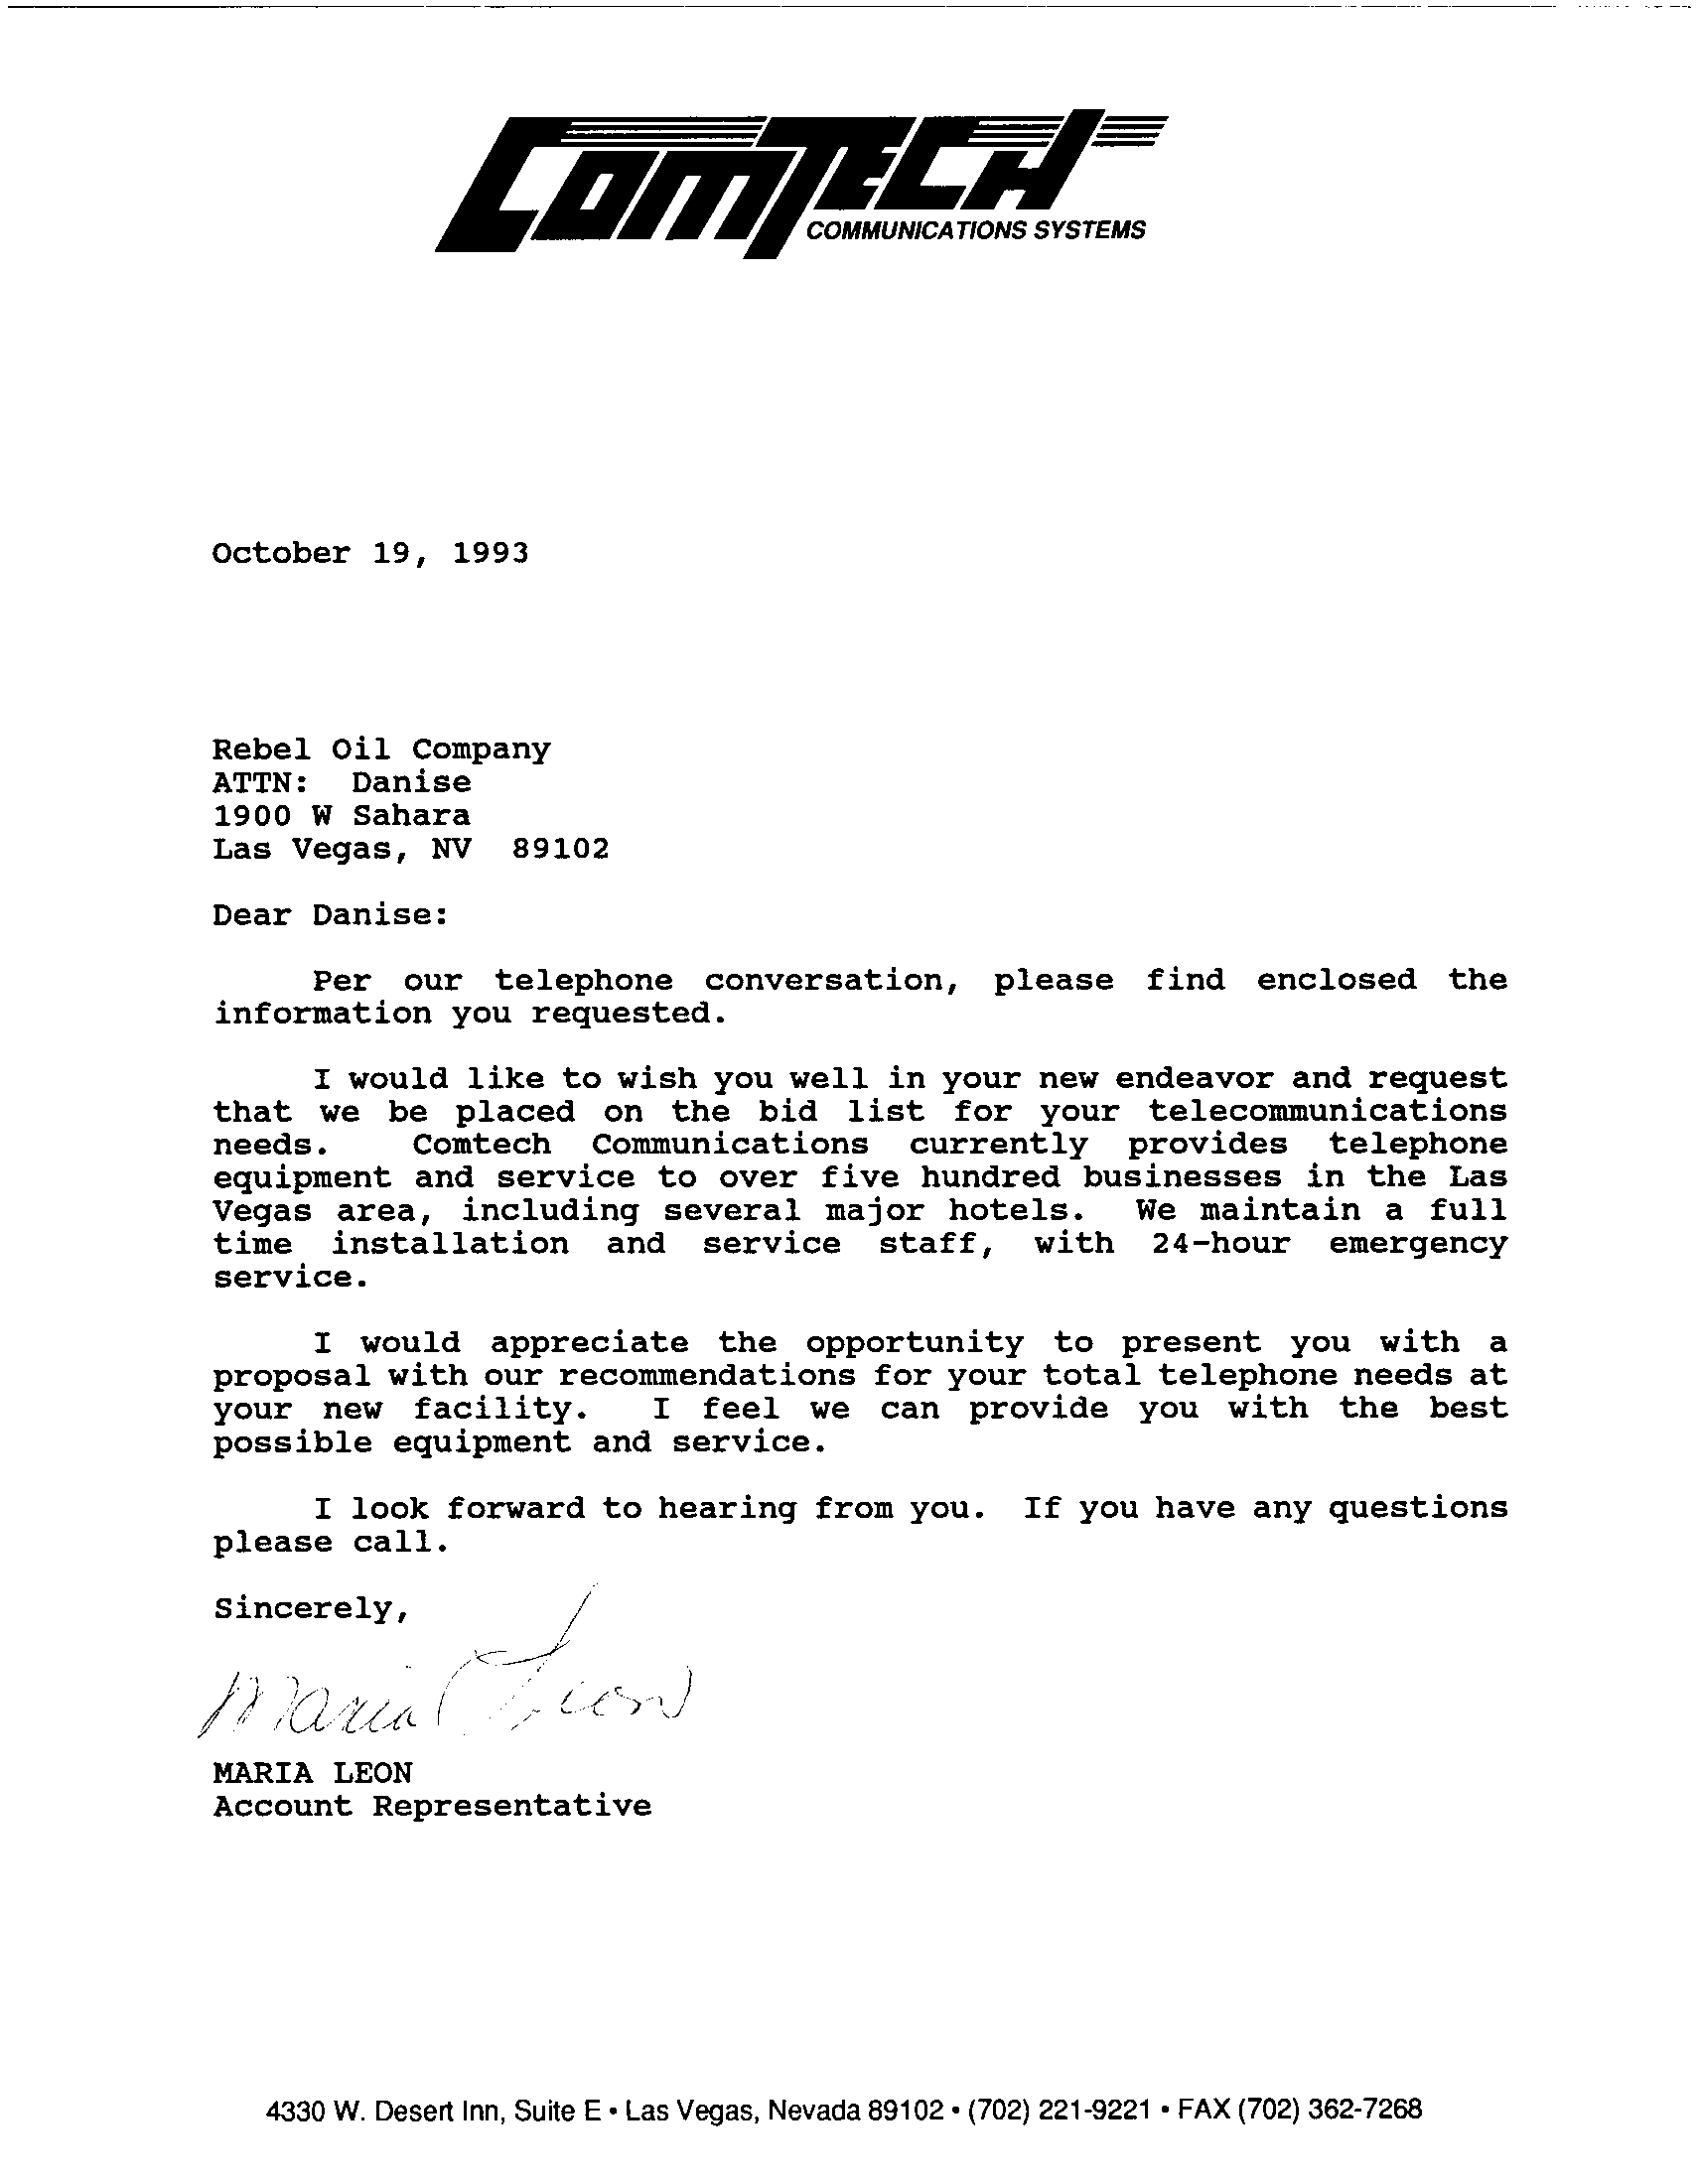 COMTECH
COMMUNICATIONS SYSTEMS
October 19, 1993
Rebel Oil Company
ATTN: Danise
1900 W Sahara
Las Vegas, NV 89102
Dear Danise:
Per our telephone conversation, please find enclosed the
information you requested.
I would like to wish you well in your new endeavor and request
that we be placed on the bid list for your telecommunications
needs. Comtech Communications currently provides telephone
equipment and service to over five hundred businesses in the Las
Vegas area, including several major hotels. We maintain a full
time installation and service staff, with 24-hour emergency
service.
I would appreciate the opportunity to present you with a
proposal with our recommendations for your total telephone needs at
your new facility. I feel we can provide you with the best
possible equipment and service.
I look forward to hearing from you. If you have any questions
please call.
Sincerely,
Maria Leon
MARIA LEON
Account Representative
4330 W. Desert Inn, Suite E • Las Vegas, Nevada 89102 • (702) 221-9221 • FAX (702) 362-7268